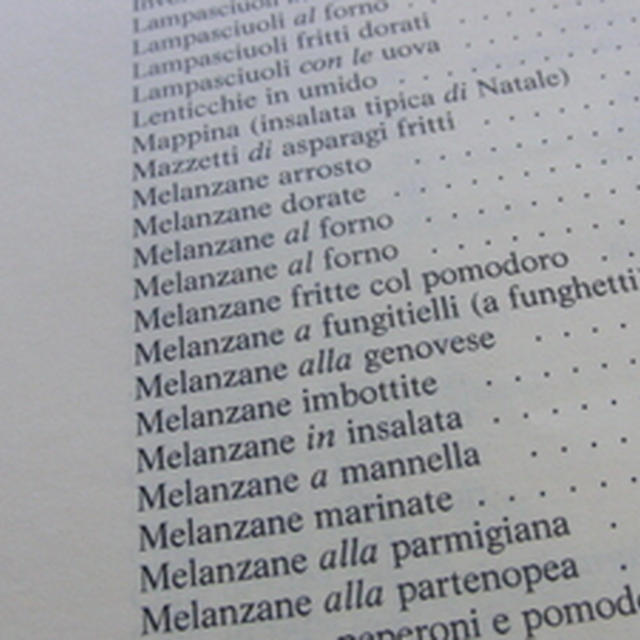 Lampasciuoli
Lampasciuoli al forno
Lampasciuoli fritti dorati
Lampasciuoli con le uova
Lenticchie in umido
Mappina (insalata tipica di Natale)
Mazzetti di asparagi fritti
Melanzane arrosto
Melanzane dorate
Melanzane al forno
Melanzane al forno
Melanzane fritte col pomodoro
Melanzane a fungitielli (a funghetti
Melanzane alla genovese
Melanzane imbottite
Melanzane in insalata
Melanzane a mannella
Melanzane marinate
Melanzane alla parmigiana
Melanzane alla partenopea
peperoni e pomod